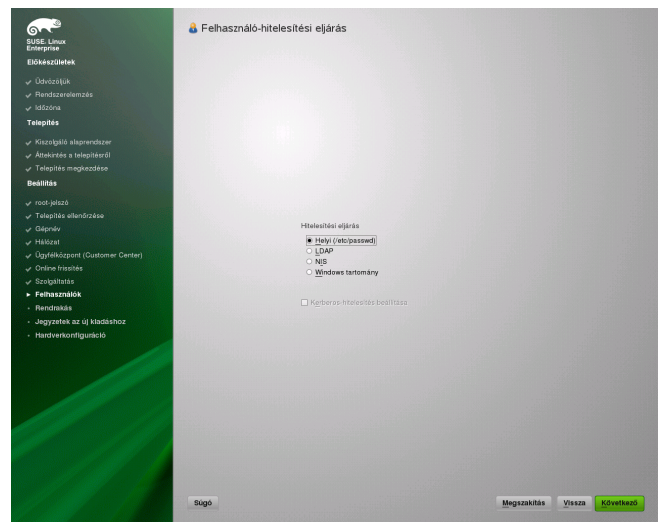 SUSE. Linux
Enterprise
Előkészületek
Üdvözöljük
Rendszerelemzés
Időzóna
Telepítés
Kiszolgáló alaprendszer
Áttekintés a telepítésről
Telepítés megkezdése
Beállítás
root-jelszó
Telepítés ellenőrzése
Gépnév
Hálózat
Ügyfélközpont (Customer Center)
Online frissítés
Szolgáltatás
Felhasználók
Rendrakás
Jegyzetek az új kiadáshoz
Hardverkonfiguráció
Felhasználó-hitelesítési eljárás
Hitelesítési eljárás
Helyi (/etc/passwd)
LDAP
NIS
Windows tartomány
Kerberos-hitelesítés beállítása
Súgó
Megszakítás Vissza Következő